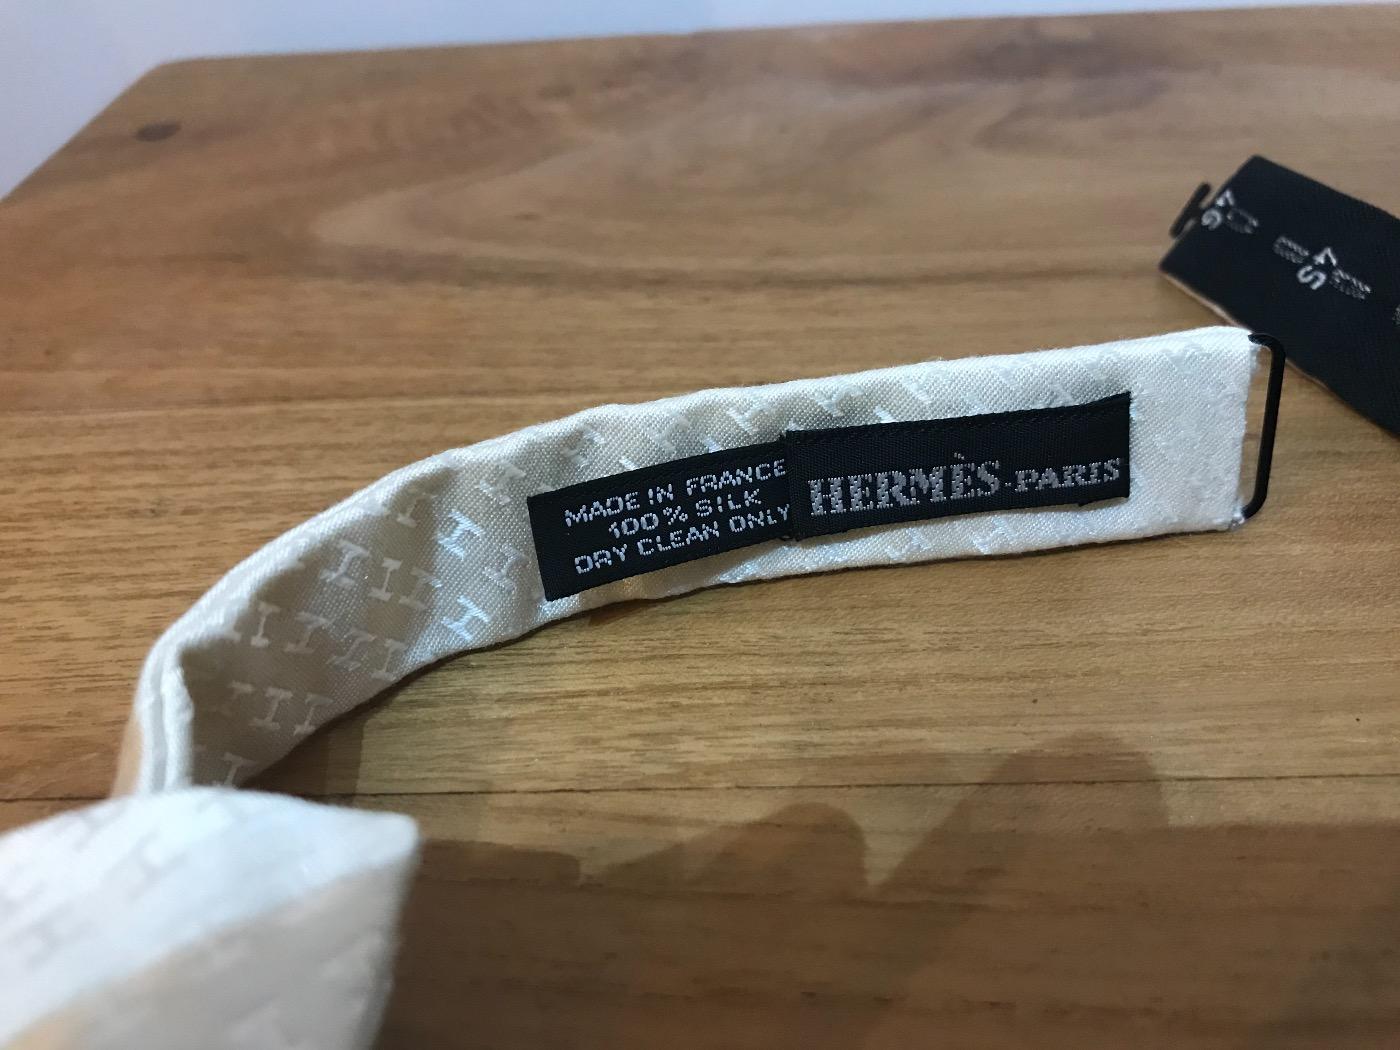 MADE IN FRANCE
100% SILK
DRY CLEAN ONLY
HERMÈS-PARIS